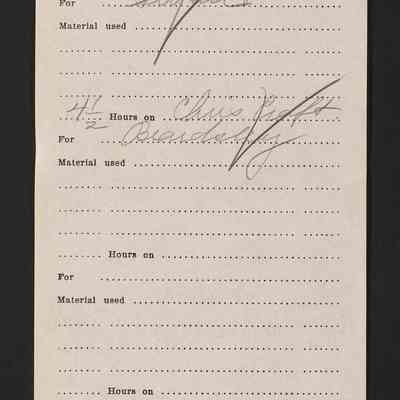 For
Material used
4½ Hours on Chris Craft
For Beardsley
Material used
Hours on
For
Material used
Hours on